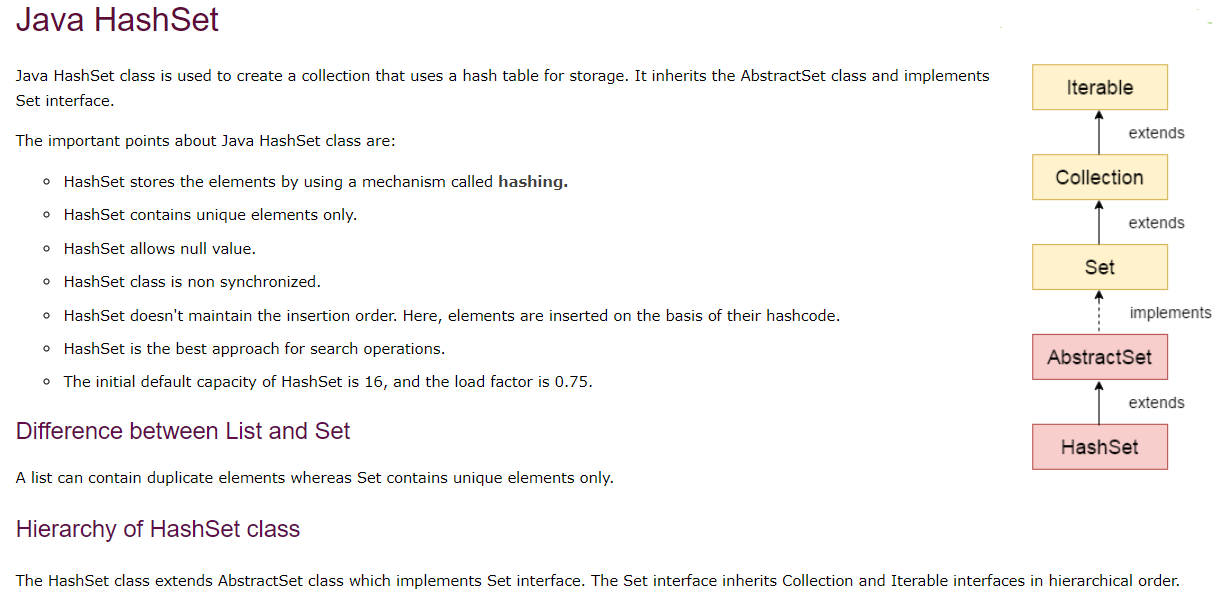 Java HashSet
Java HashSet class is used to create a collection that uses a hash table for storage. It inherits the AbstractSet class and implements
Set interface.
The important points about Java HashSet class are:
HashSet stores the elements by using a mechanism called hashing.
HashSet contains unique elements only.
HashSet allows null value.
HashSet class is non synchronized.
HashSet doesn't maintain the insertion order. Here, elements are inserted on the basis of their hashcode.
HashSet is the best approach for search operations.
The initial default capacity of HashSet is 16, and the load factor is 0.75.
Difference between List and Set
A list can contain duplicate elements whereas Set contains unique elements only.
Hierarchy of HashSet class
The HashSet class extends AbstractSet class which implements Set interface. The Set interface inherits Collection and Iterable interfaces in hierarchical order.
Iterable
extends
Collection
extends
Set
implements
AbstractSet
extends
HashSet